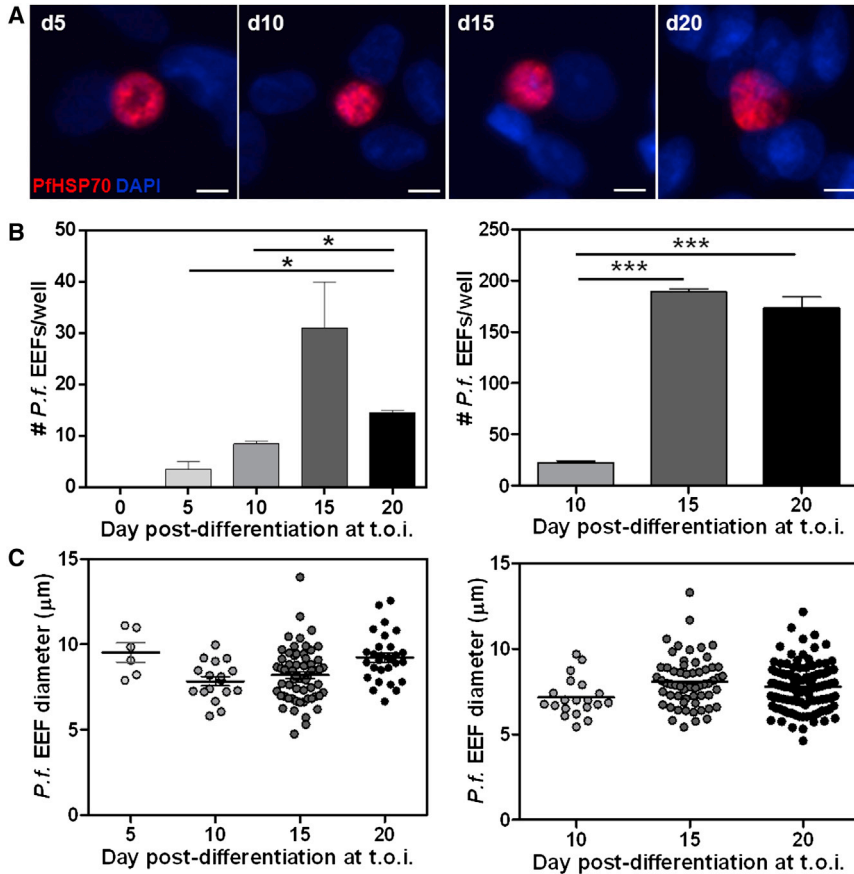 A
d5
d10
d15
d20
PfHSP70 DAPI
B
50
40
30
20
10
0
# P.f. EEFs/well
*
*
0 5 10 15 20
Day post-differentiation at t.o.i.
250
200
150
100
50
0
# P.f. EEFs/well
***
***
10 15 20
Day post-differentiation at t.o.i.
C
15
10
5
0
P.f. EEF diameter (μm)
5 10 15 20
Day post-differentiation at t.o.i.
15
10
5
0
P.f. EEF diameter (μm)
10 15 20
Day post-differentiation at t.o.i.